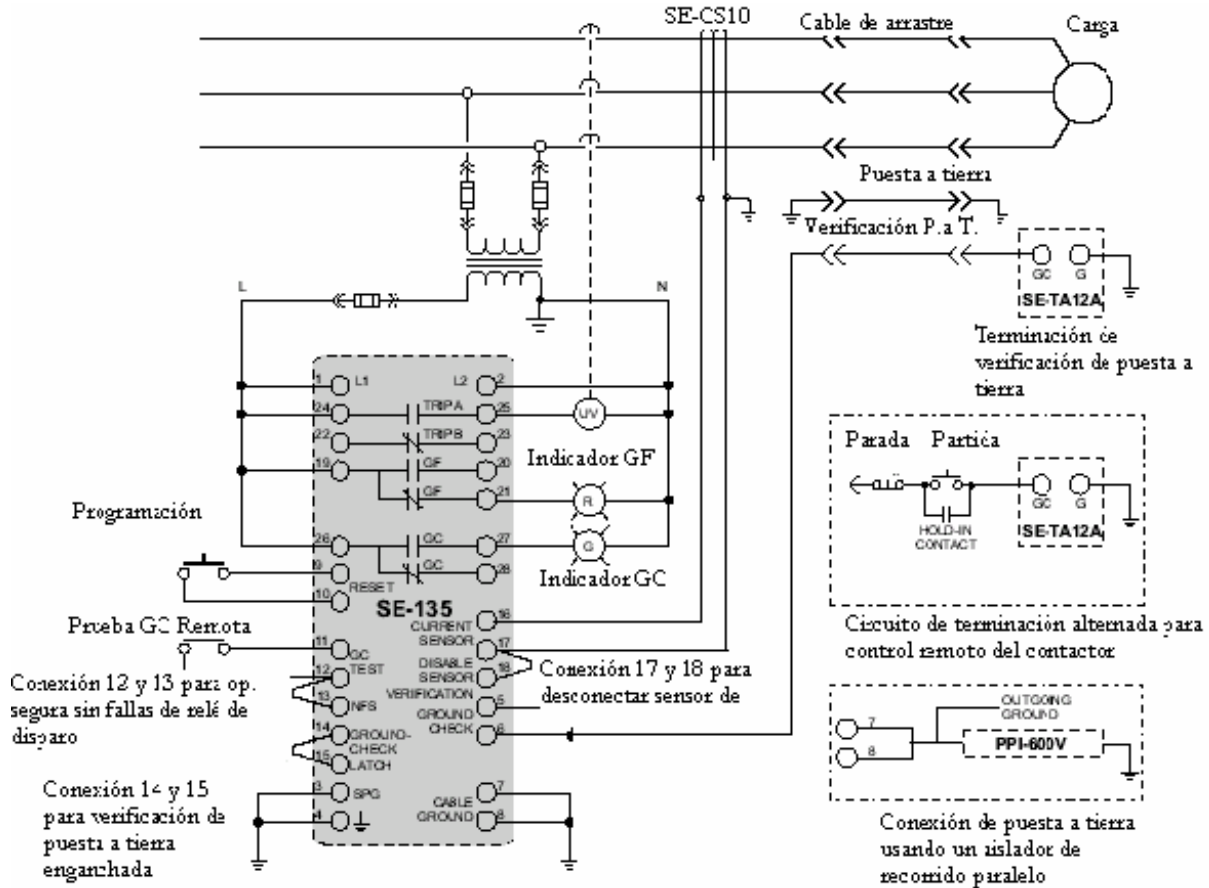 SE-CS10
Cable de arrastre
Carga
Puesta a tierra
Verificación P.a T.
GC G
SE-TA12A
Terminación de
verificación de puesta a
tierra
L
N
1 L1
L2 2
24 TRIPA 25
UV
22 TRIPB 23
Indicador GF
19 GF 20
GF 21
R
Programación
26 GC 27
G
GC 28
Indicador GC
9
RESET
10
SE-135
Prueba GC Remota
CURRENT 16
SENSOR 17
11
GC
TEST
12
DISABLE
SENSOR 18
VERIFICATION
13 NFS
GROUND 5
CHECK 6
14 GROUND-
CHECK
15 LATCH
3 SPG
4
CABLE 7
GROUND 8
Conexión 12 y 13 para op.
segura sin fallas de relé de
disparo
Conexión 14 y 15
para verificación de
puesta a tierra
enganchada
Conexión 17 y 18 para
desconectar sensor de
Parada Partida
HOLD-IN
CONTACT
GC G
SE-TA12A
Circuito de terminación alternada para
control remoto del contactor
7
8
OUTGOING
GROUND
PPI-600V
Conexión de puesta a tierra
usando un aislador de
recorrido paralelo